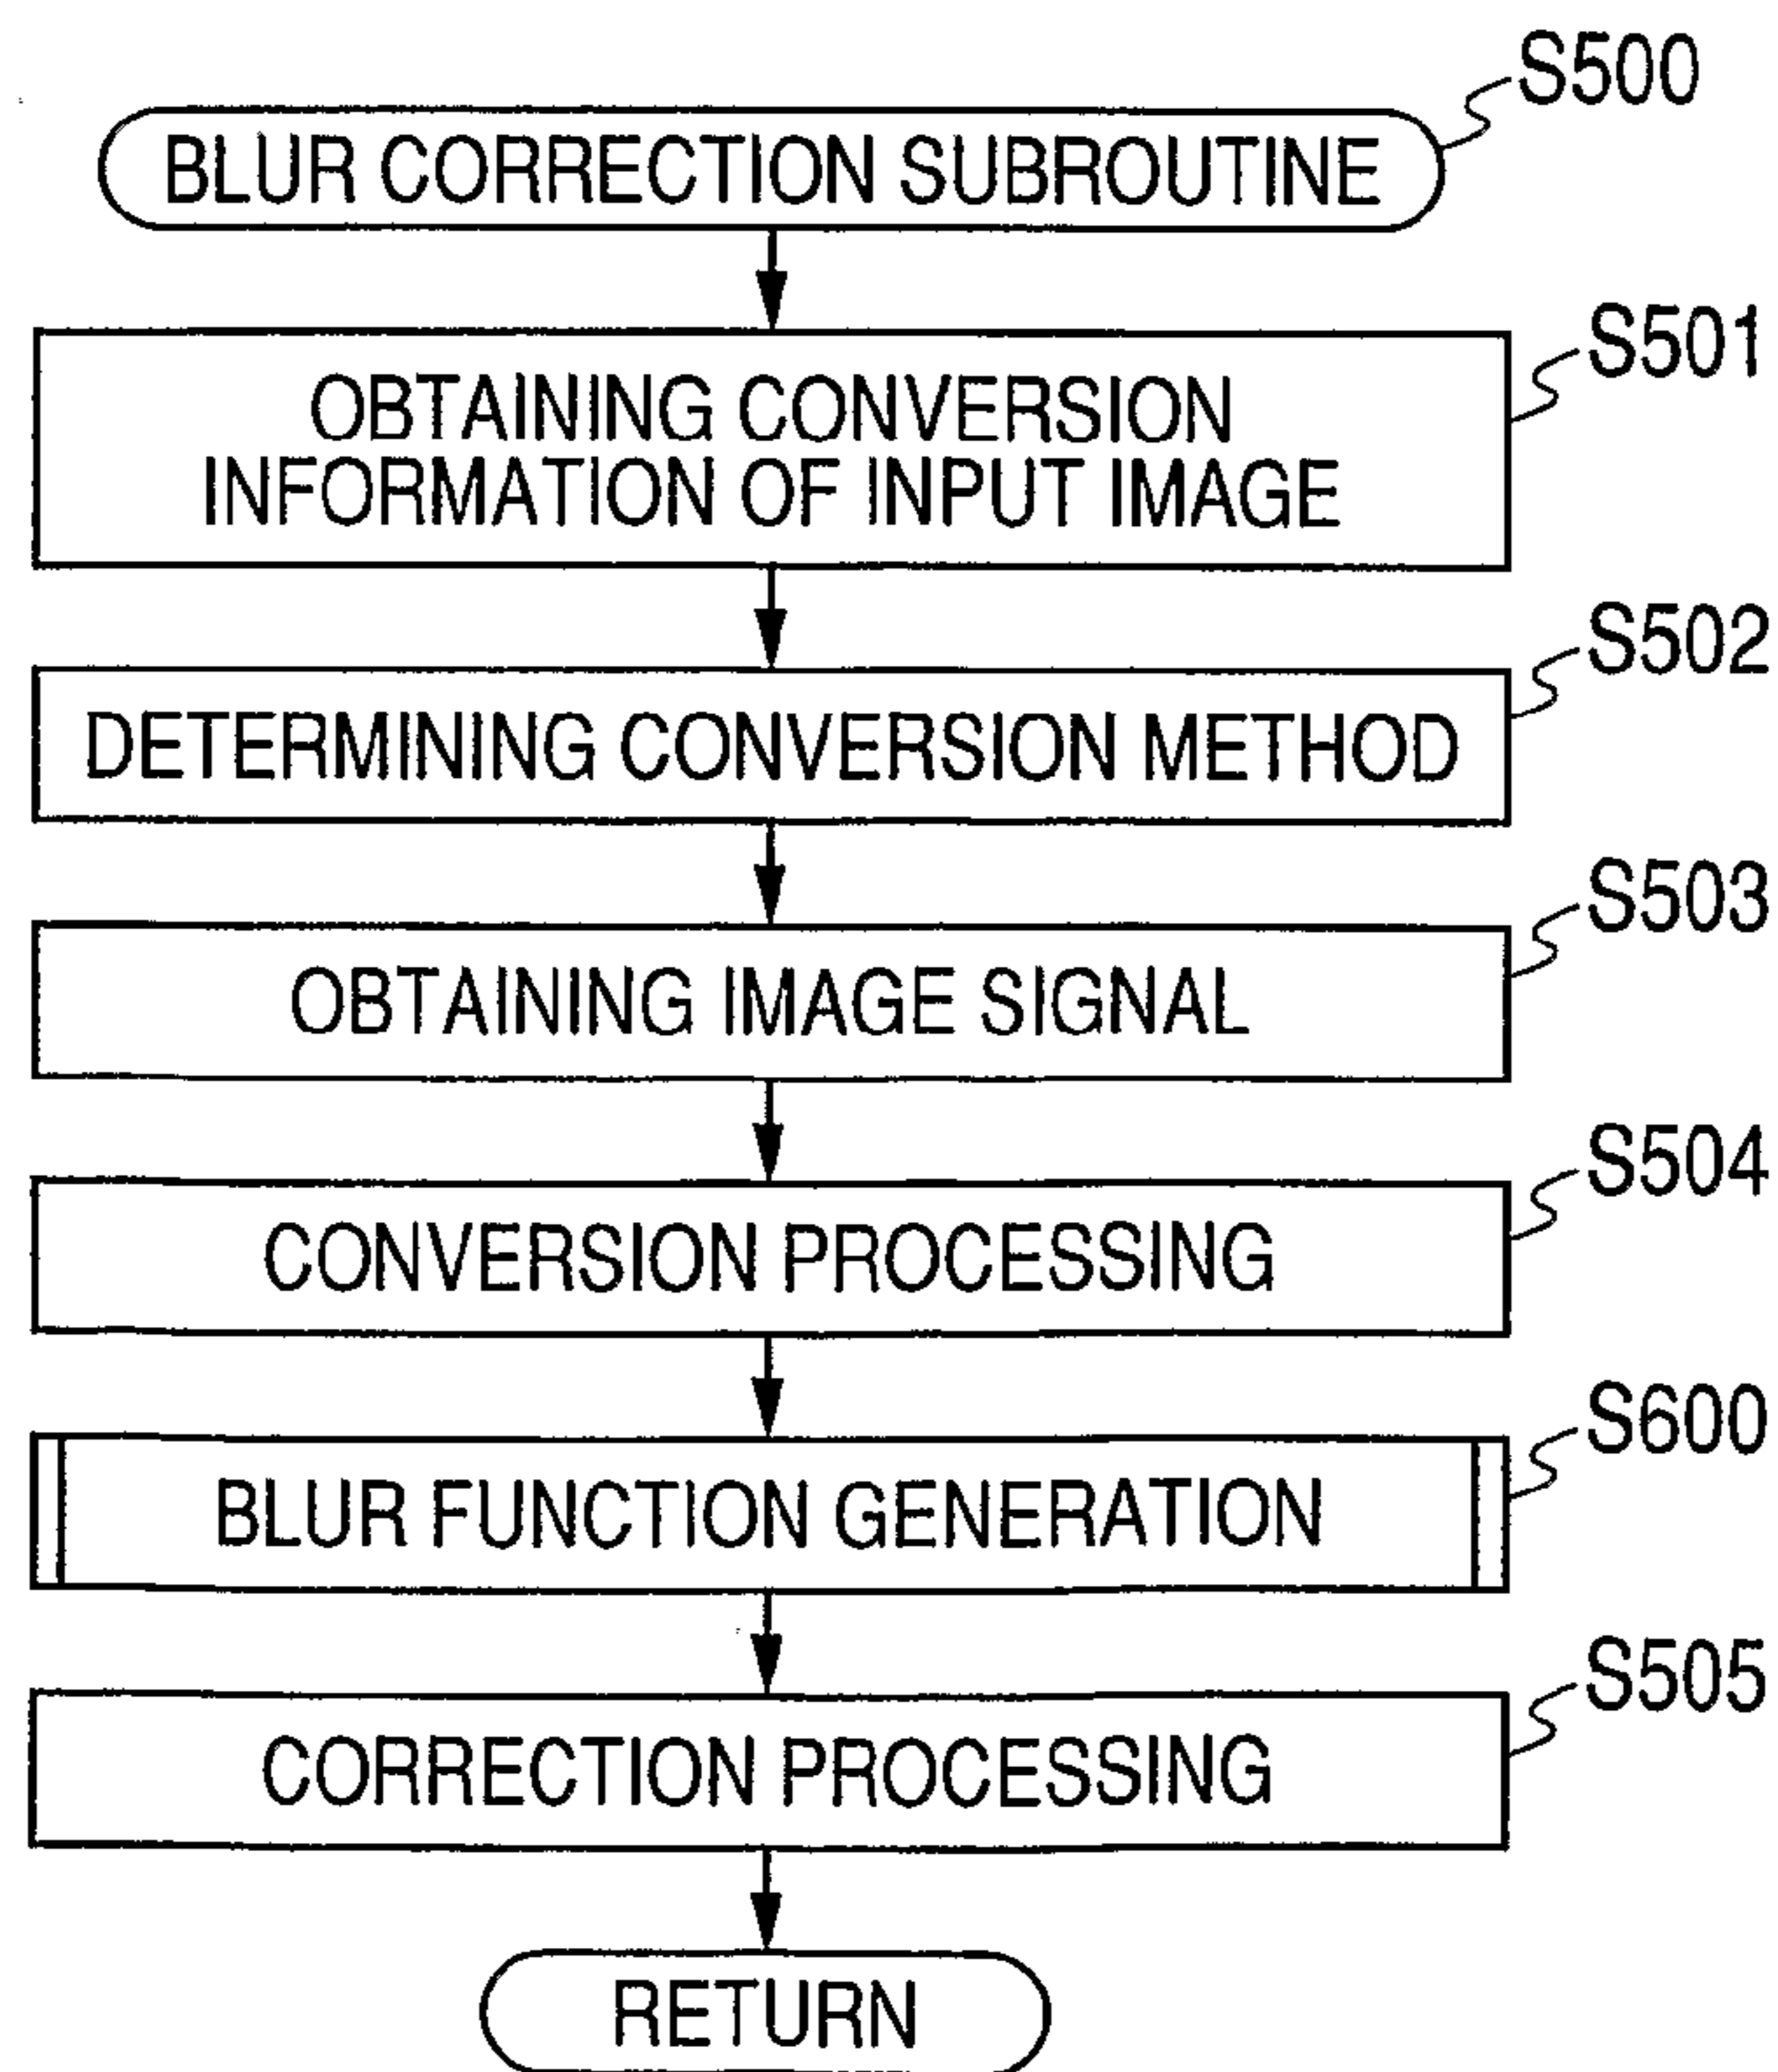 S500
BLUR CORRECTION SUBROUTINE
S501
OBTAINING CONVERSION
INFORMATION OF INPUT IMAGE
S502
DETERMINING CONVERSION METHOD
S503
OBTAINING IMAGE SIGNAL
S504
CONVERSION PROCESSING
S600
BLUR FUNCTION GENERATION
S505
CORRECTION PROCESSING
RETURN